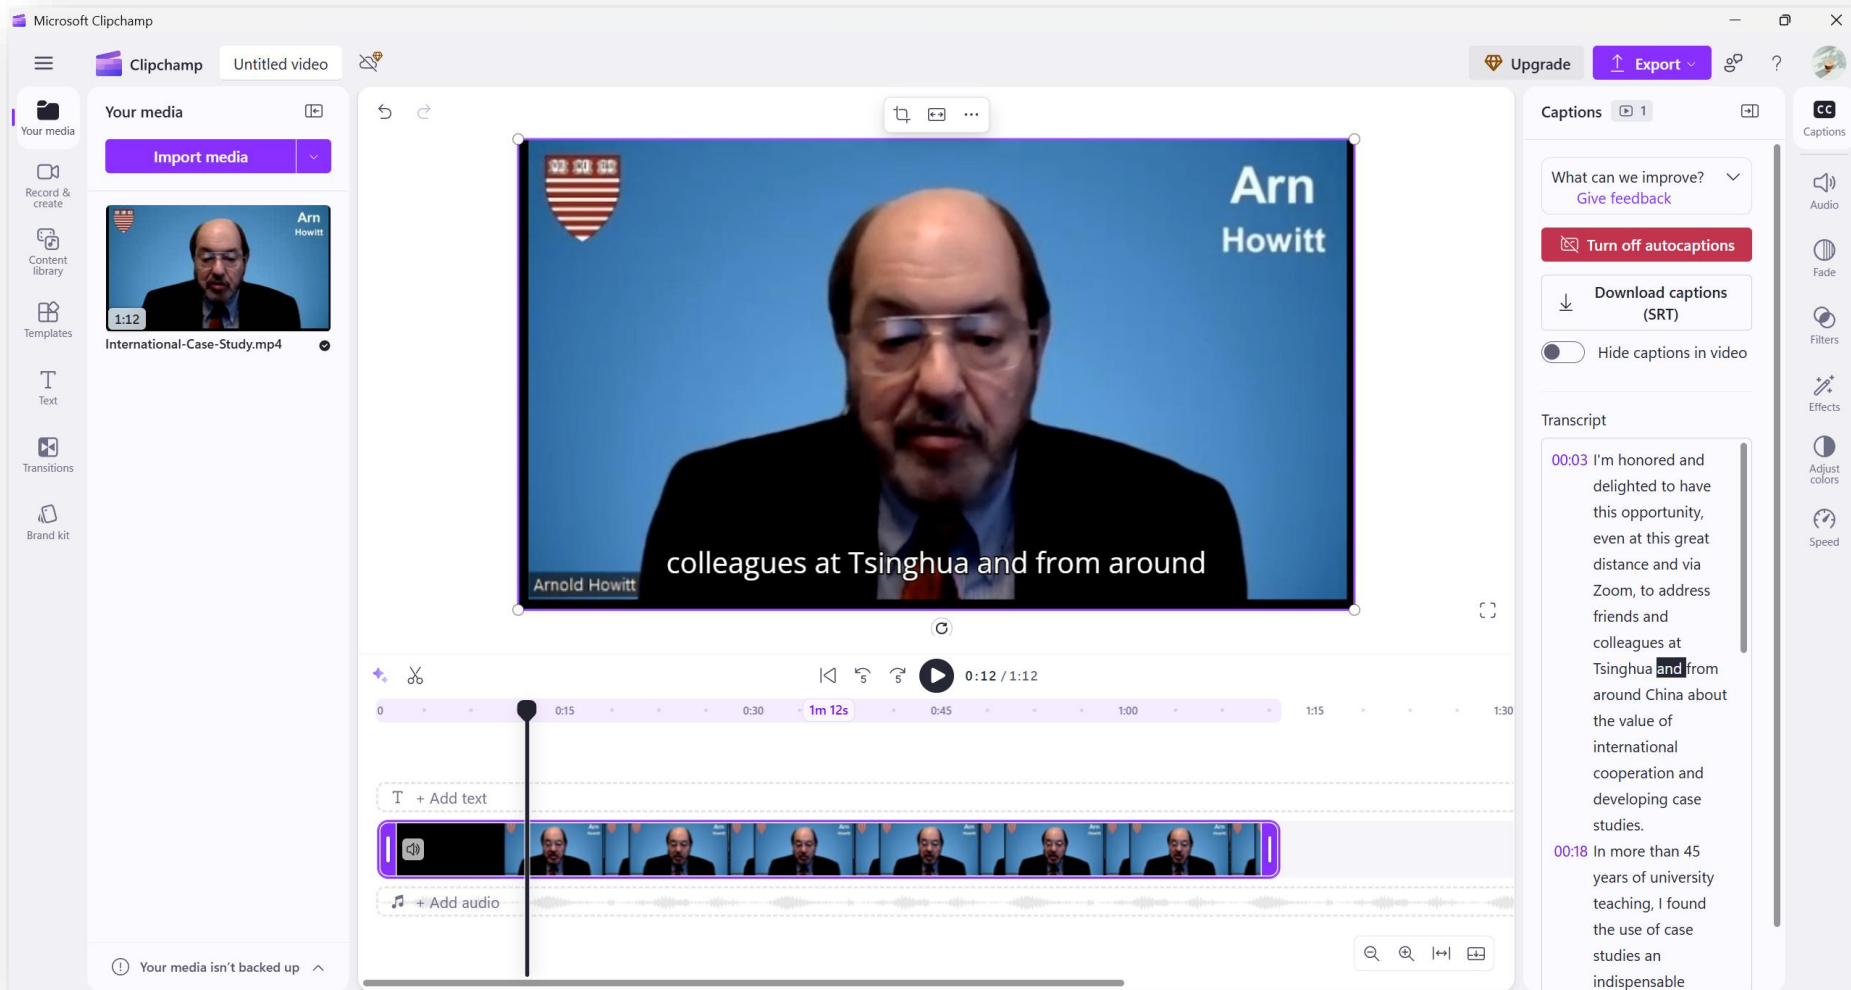 Microsoft Clipchamp
Clipchamp
Untitled video
Upgrade
Export
?
Your media
Record &
create
Content
library
Templates
Text
Transitions
Brand kit
Your media
Import media
Arn
Howitt
1:12
International-Case-Study.mp4
Your media isn't backed up
Arn
Howitt
colleagues at Tsinghua and from around
Arnold Howitt
5
5
0:12 / 1:12
0
0:15
0:30
1m 12s
0:45
1:00
1:15
1:30
T + Add text
+ Add audio
Captions 1
What can we improve?
Give feedback
Turn off autocaptions
Download captions
(SRT)
Hide captions in video
Transcript
00:03 I'm honored and
delighted to have
this opportunity,
even at this great
distance and via
Zoom, to address
friends and
colleagues at
Tsinghua and from
around China about
the value of
international
cooperation and
developing case
studies.
00:18 In more than 45
years of university
teaching, I found
the use of case
studies an
indispensable
CC
Captions
Audio
Fade
Filters
Effects
Adjust
colors
Speed